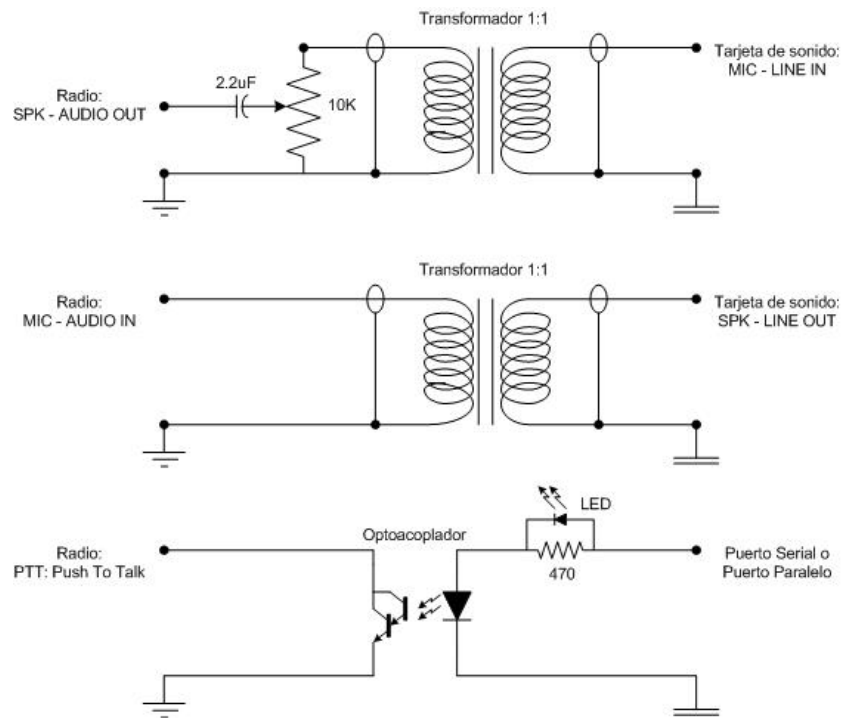 Transformador 1:1
Radio:
SPK - AUDIO OUT
2.2uF
10K
Tarjeta de sonido:
MIC - LINE IN
Transformador 1:1
Radio:
MIC - AUDIO IN
Tarjeta de sonido:
SPK - LINE OUT
LED
Optoacoplador
Radio:
PTT: Push To Talk
470
Puerto Serial o
Puerto Paralelo